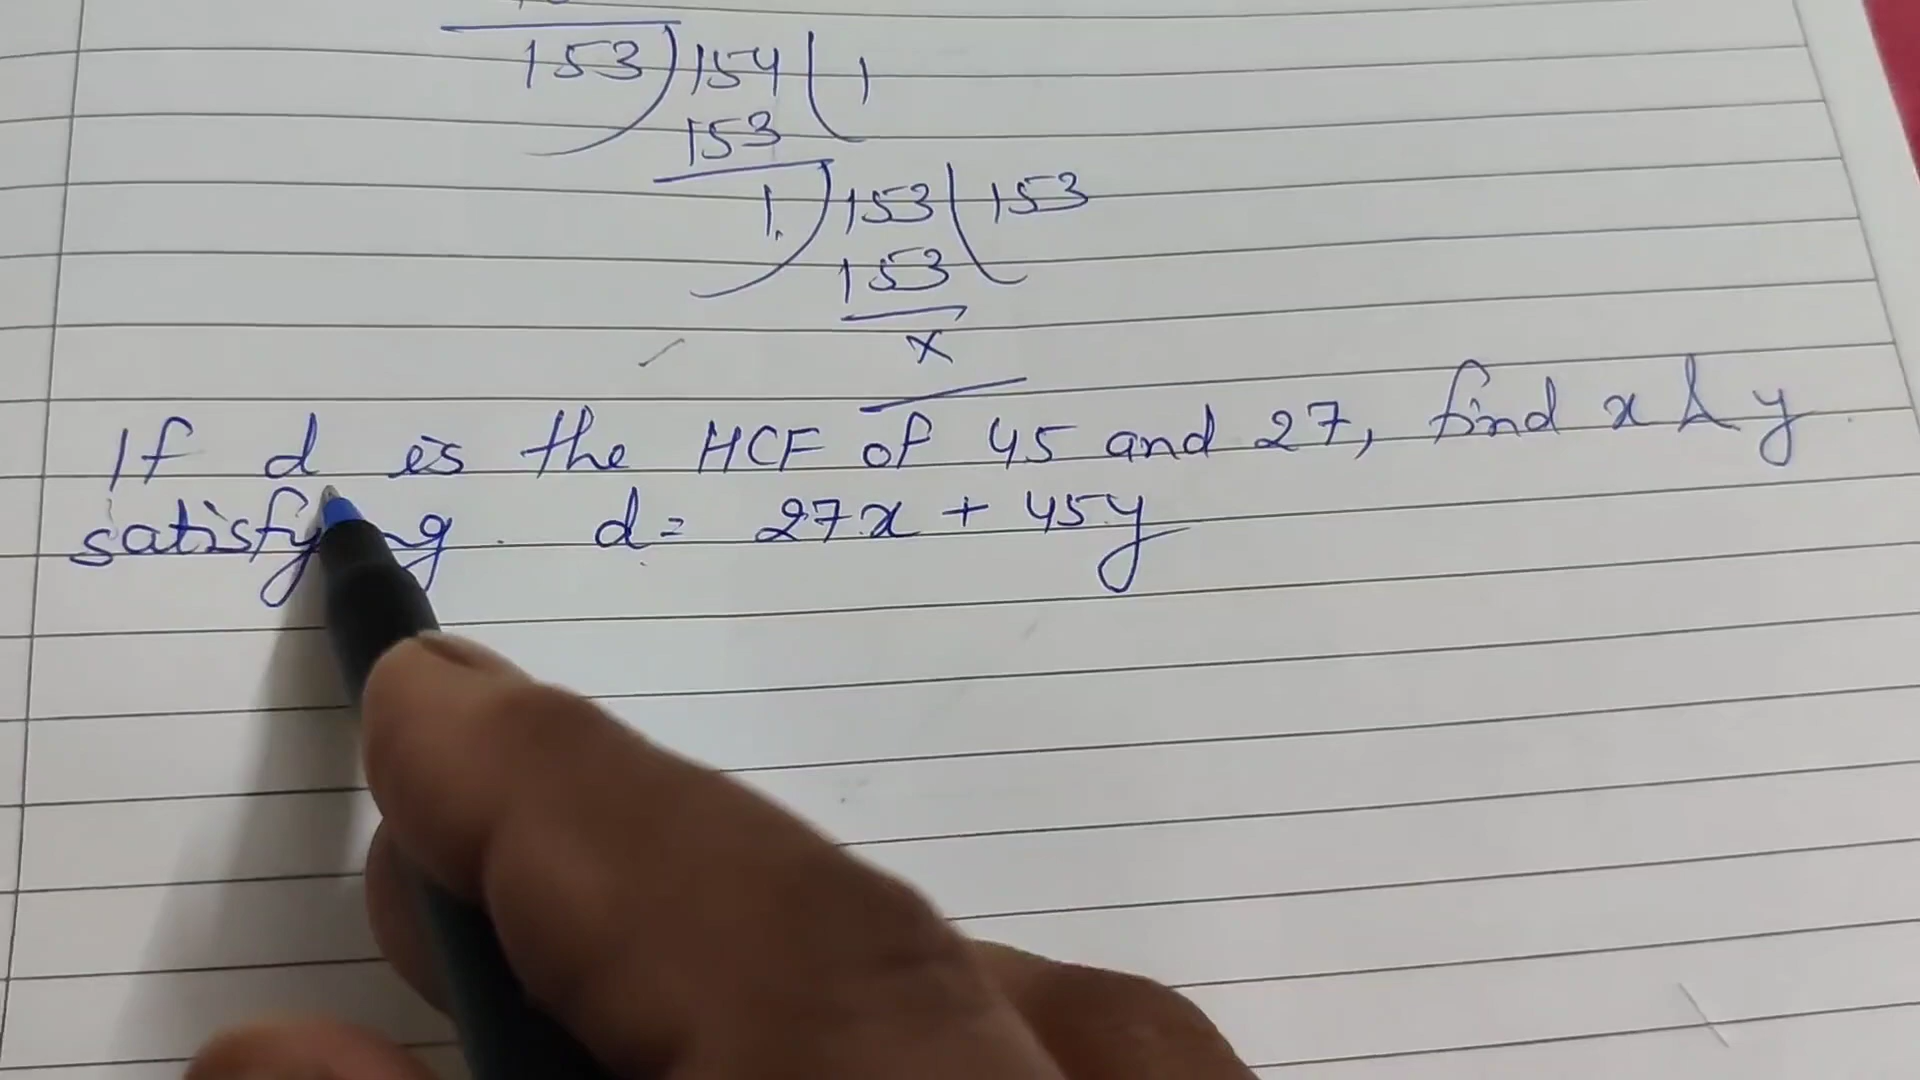 153)154(1
153
1.)153(153
153
x
If d is the HCF of 45 and 27, find x & y
satisfying. d = 27x + 45y